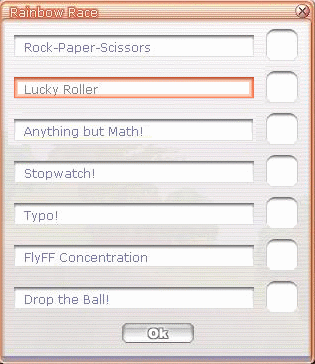 Rainbow Race
Rock-Paper-Scissors
Lucky Roller
Anything but Math!
Stopwatch!
Typo!
FlyFF Concentration
Drop the Ball!
Ok